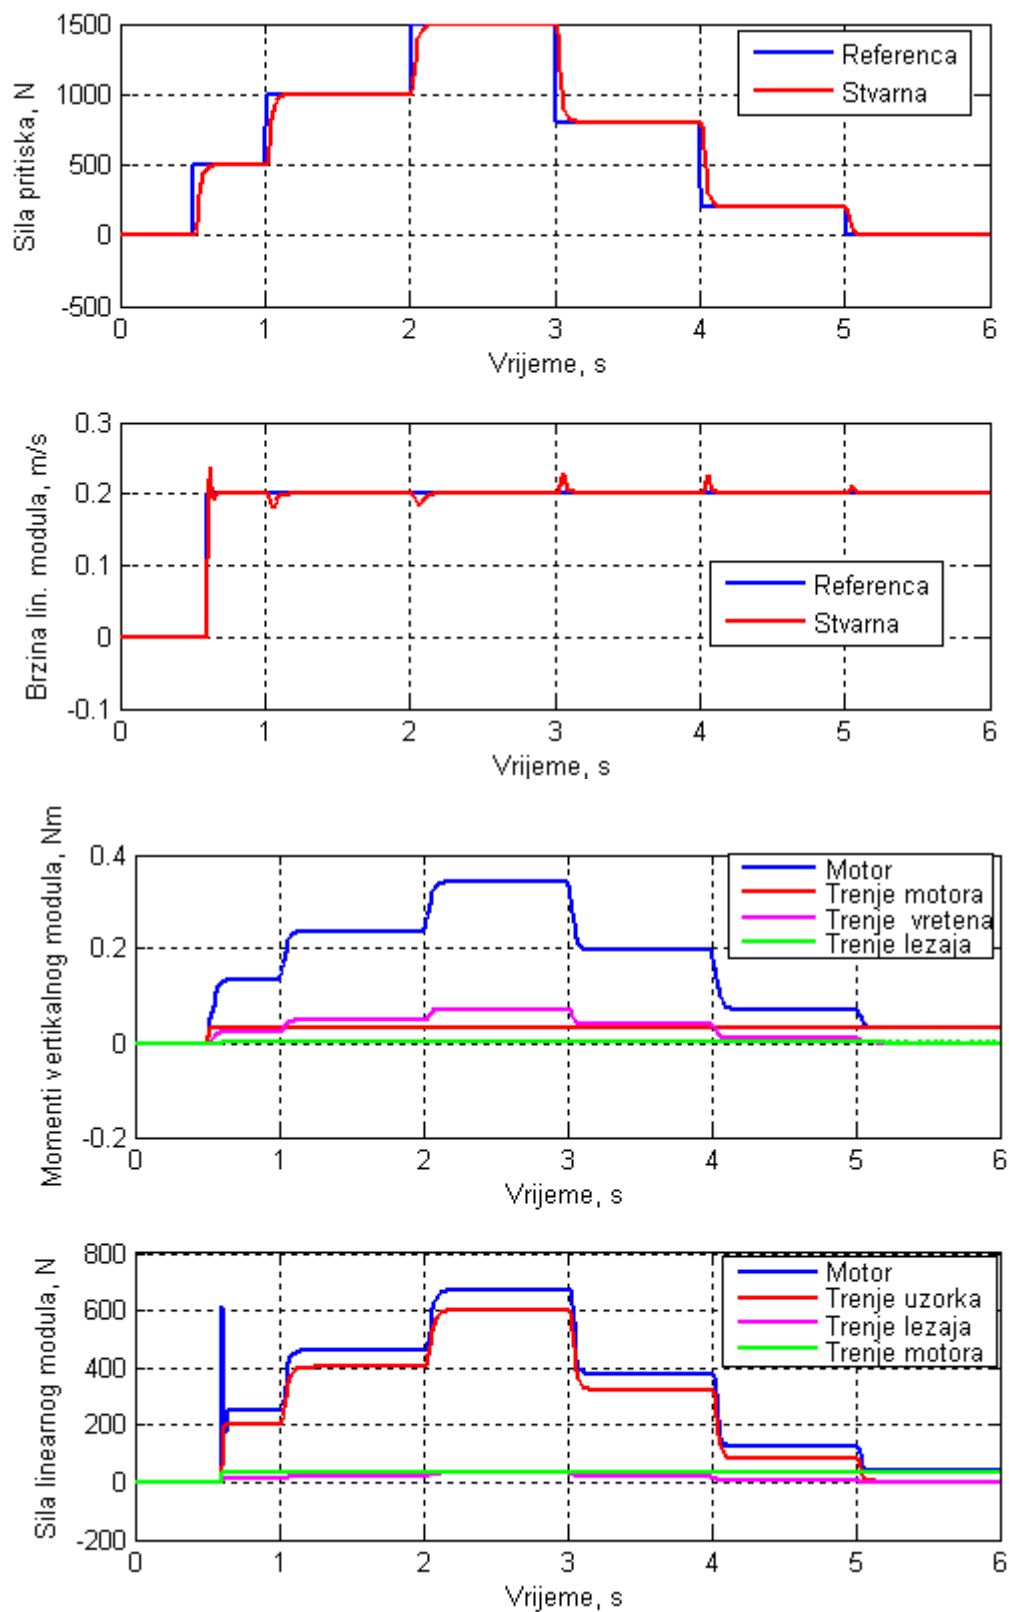 Sila pritiska, N
1500
1000
500
0
-500
Referenca
Stvarna
0 1 2 3 4 5 6
Vrijeme, s
Brzina lin. modula, m/s
0.3
0.2
0.1
0
-0.1
Referenca
Stvarna
0 1 2 3 4 5 6
Vrijeme, s
Momenti vertikalnog modula, Nm
0.4
0.2
0
-0.2
Motor
Trenje motora
Trenje vretena
Trenje lezaja
0 1 2 3 4 5 6
Vrijeme, s
Sila linearnog modula, N
800
600
400
200
0
-200
Motor
Trenje uzorka
Trenje lezaja
Trenje motora
0 1 2 3 4 5 6
Vrijeme, s